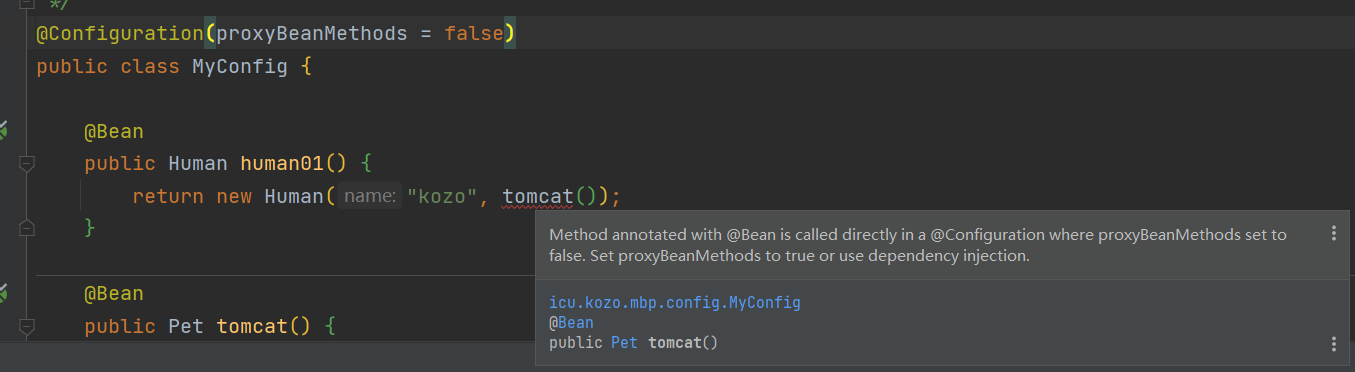 */
@Configuration(proxyBeanMethods = false)
public class MyConfig {
@Bean
public Human human01() {
return new Human( name: "kozo", tomcat());
}
Method annotated with @Bean is called directly in a @Configuration where proxyBeanMethods set to
false. Set proxyBeanMethods to true or use dependency injection.
@Bean
public Pet tomcat() {
icu.kozo.mbp.config.MyConfig
@Bean
public Pet tomcat()